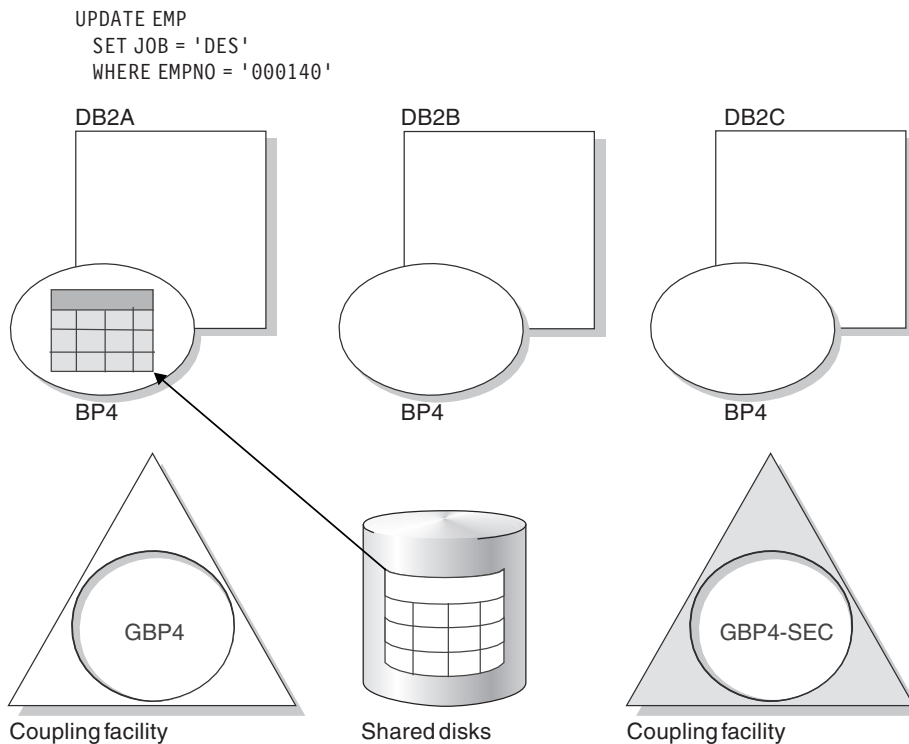 UPDATE EMP
SET JOB = 'DES'
WHERE EMPNO = '000140'
DB2A
DB2B
DB2C
BP4
BP4
BP4
GBP4
GBP4-SEC
Coupling facility
Shared disks
Coupling facility